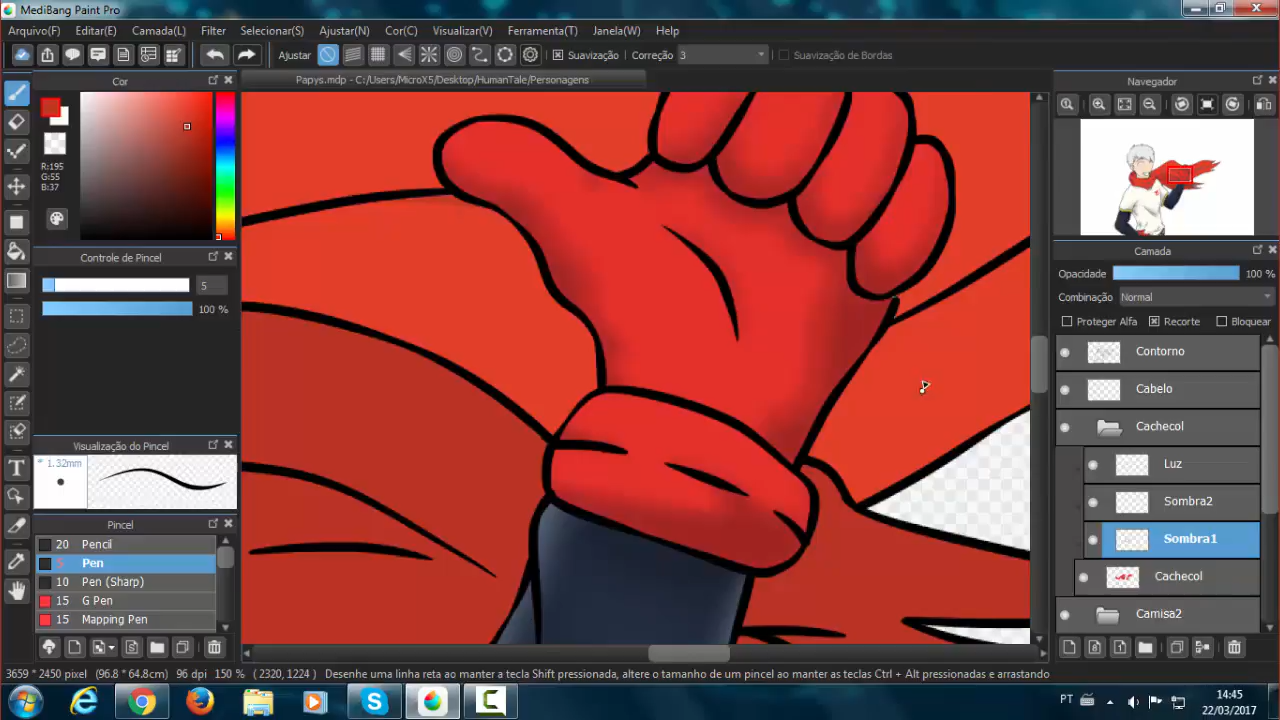 MediBang Paint Pro
Arquivo(F) Editar(E) Camada(L) Filter Selecionar(S) Ajustar(N) Cor(C) Visualizar(V) Ferramenta(T) Janela(W) Help
Ajustar Suavização Correção 3 Suavização de Bordas
Papys.mdp - C:/Users/MicroX5/Desktop/HumanTale/Personagens
Cor
R:195
G:55
B:37
Controle de Pincel
5
100 %
Visualização do Pincel
1.32mm
Pincel
20 Pencil
5 Pen
10 Pen (Sharp)
15 G Pen
15 Mapping Pen
Navegador
Camada
Opacidade 100 %
Combinação Normal
Proteger Alfa Recorte Bloquear
Contorno
Cabelo
Cachecol
Luz
Sombra2
Sombra1
Cachecol
Camisa2
3659 * 2450 pixel (96.8 * 64.8cm) 96 dpi 150 % ( 2320, 1224 ) Desenhe uma linha reta ao manter a tecla Shift pressionada, altere o tamanho de um pincel ao manter as teclas Ctrl + Alt pressionadas e arrastando
PT
14:45
22/03/2017